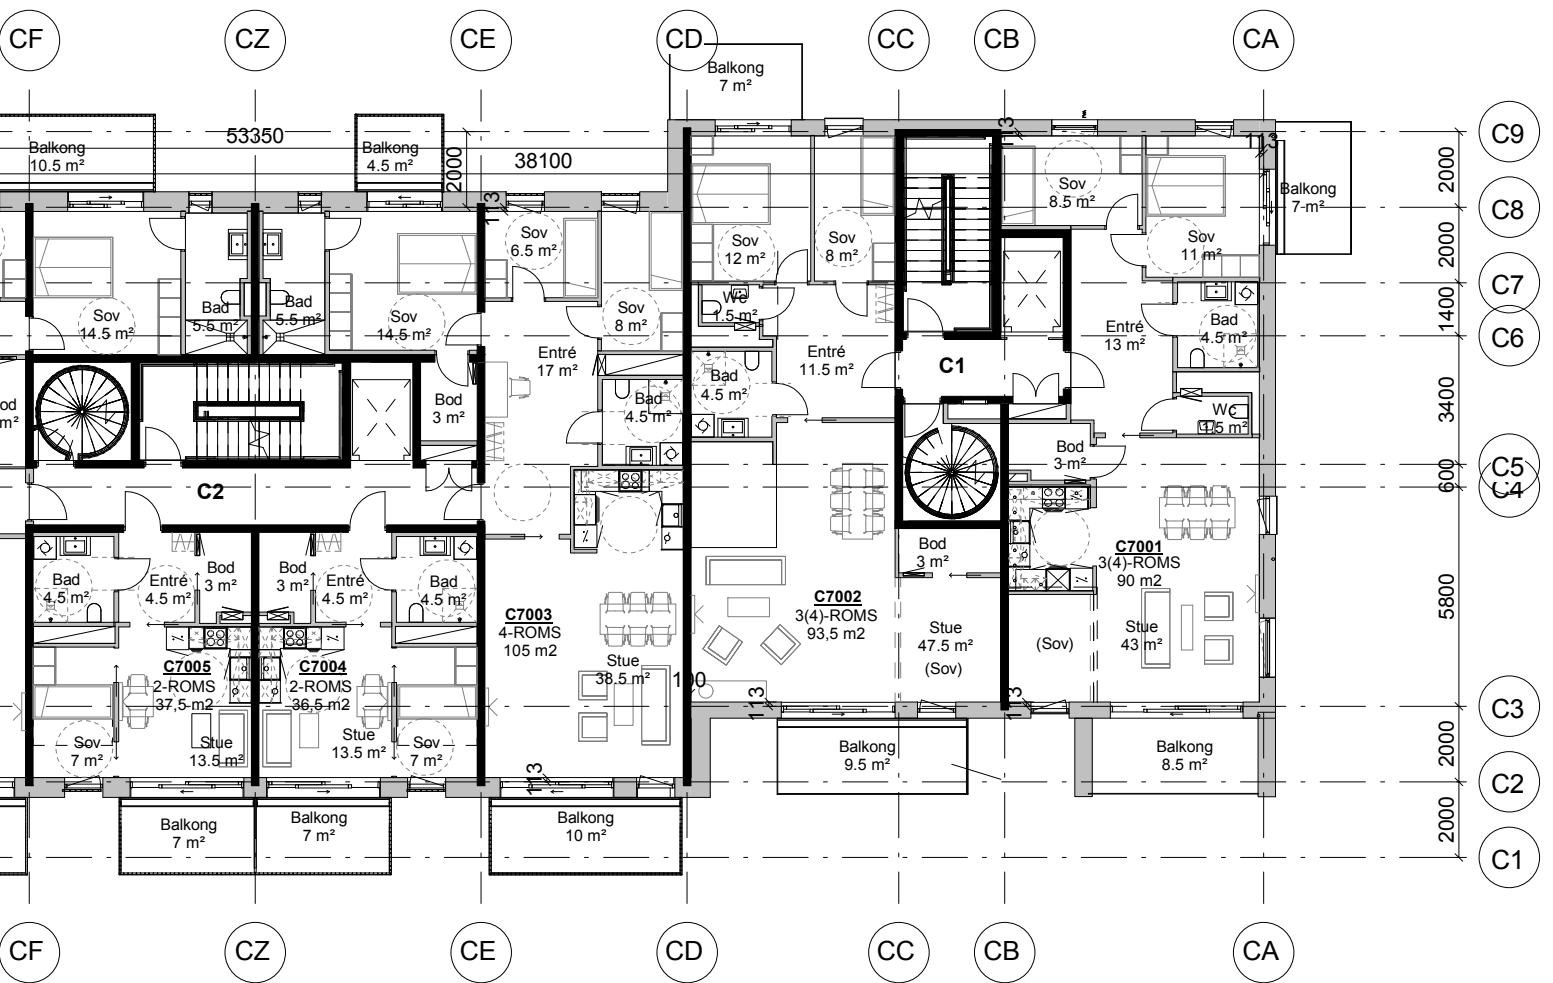 CF
CZ
CE
CD
CC
CB
CA
Balkong
7 m²
53350
38100
2000
Balkong
10.5 m²
Balkong
4.5 m²
13
13
13
Balkong
7 m²
C9
2000
C8
2000
C7
1400
C6
3400
C5
600
C4
5800
C3
2000
C2
2000
C1
Sov
14.5 m²
Bad
5.5 m²
Bad
5.5 m²
Sov
14.5 m²
Sov
6.5 m²
Sov
8 m²
Sov
12 m²
Sov
8 m²
Sov
8.5 m²
Sov
11 m²
Wc
1.5 m²
Entré
17 m²
Bad
4.5 m²
Bad
4.5 m²
Entré
11.5 m²
C1
Entré
13 m²
Bad
4.5 m²
Wc
1.5 m²
Bod
3 m²
Bod
3 m²
C2
Bad
4.5 m²
Entré
4.5 m²
Bod
3 m²
Bod
3 m²
Entré
4.5 m²
Bad
4.5 m²
Bod
3 m²
C7001
3(4)-ROMS
90 m2
C7002
3(4)-ROMS
93,5 m2
C7003
4-ROMS
105 m2
C7005
2-ROMS
37,5 m2
C7004
2-ROMS
36,5 m2
Stue
38.5 m²
Stue
47.5 m²
(Sov)
(Sov)
Stue
43 m²
100
13
13
Sov
7 m²
Stue
13.5 m²
Stue
13.5 m²
Sov
7 m²
13
Balkong
9.5 m²
Balkong
8.5 m²
Balkong
7 m²
Balkong
7 m²
Balkong
10 m²
CF
CZ
CE
CD
CC
CB
CA